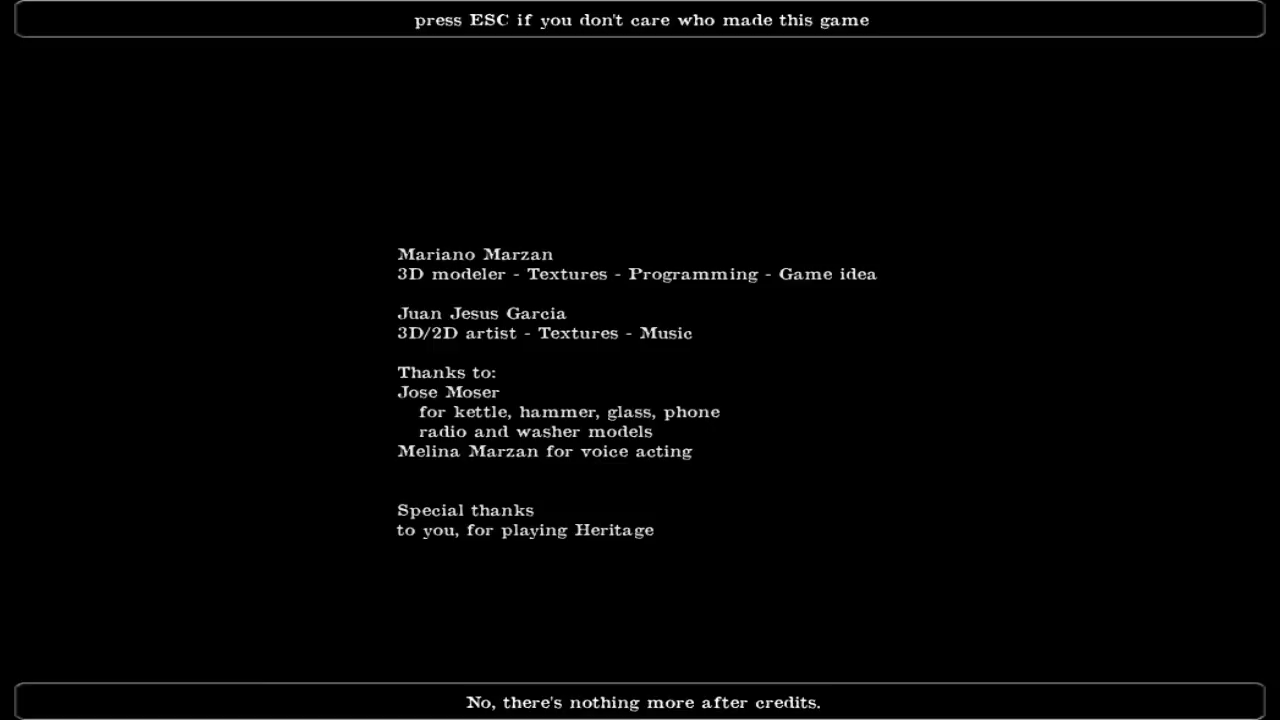 press ESC if you don't care who made this game
Mariano Marzan
3D modeler - Textures - Programming - Game idea
Juan Jesus Garcia
3D/2D artist - Textures - Music
Thanks to:
Jose Moser
for kettle, hammer, glass, phone
radio and washer models
Melina Marzan for voice acting
Special thanks
to you, for playing Heritage
No, there's nothing more after credits.